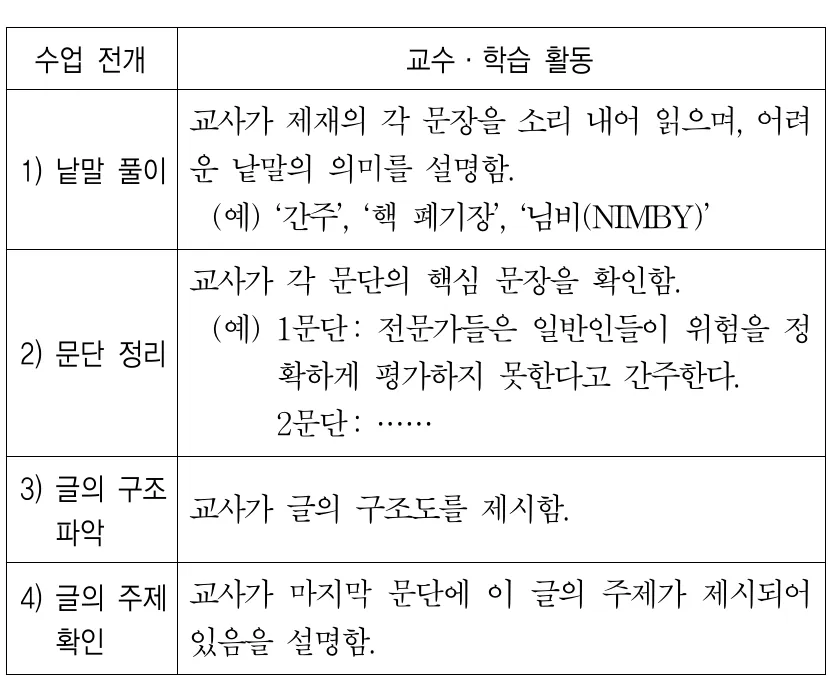 수업 전개
교수·학습 활동
1) 낱말 풀이
교사가 제재의 각 문장을 소리 내어 읽으며, 어려
운 낱말의 의미를 설명함.
(예) ‘간주’, ‘핵 폐기장’, ‘님비(NIMBY)’
2) 문단 정리
교사가 각 문단의 핵심 문장을 확인함.
(예) 1문단: 전문가들은 일반인들이 위험을 정
확하게 평가하지 못한다고 간주한다.
2문단: ……
3) 글의 구조
파악
교사가 글의 구조도를 제시함.
4) 글의 주제
확인
교사가 마지막 문단에 이 글의 주제가 제시되어
있음을 설명함.